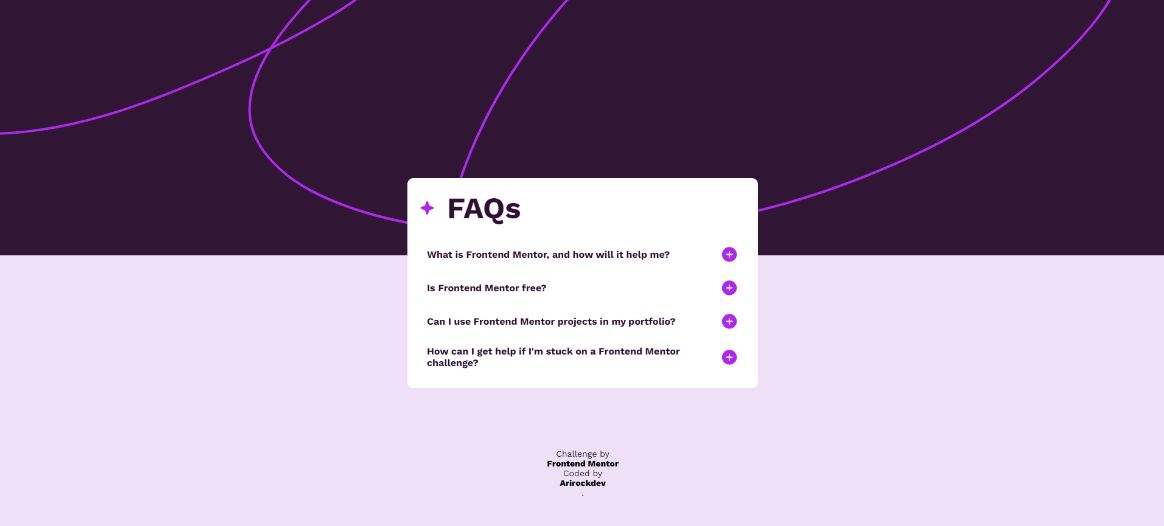 FAQs
What is Frontend Mentor, and how will it help me?
Is Frontend Mentor free?
Can I use Frontend Mentor projects in my portfolio?
How can I get help if I'm stuck on a Frontend Mentor
challenge?
Challenge by
Frontend Mentor
Coded by
Arirockdev
.